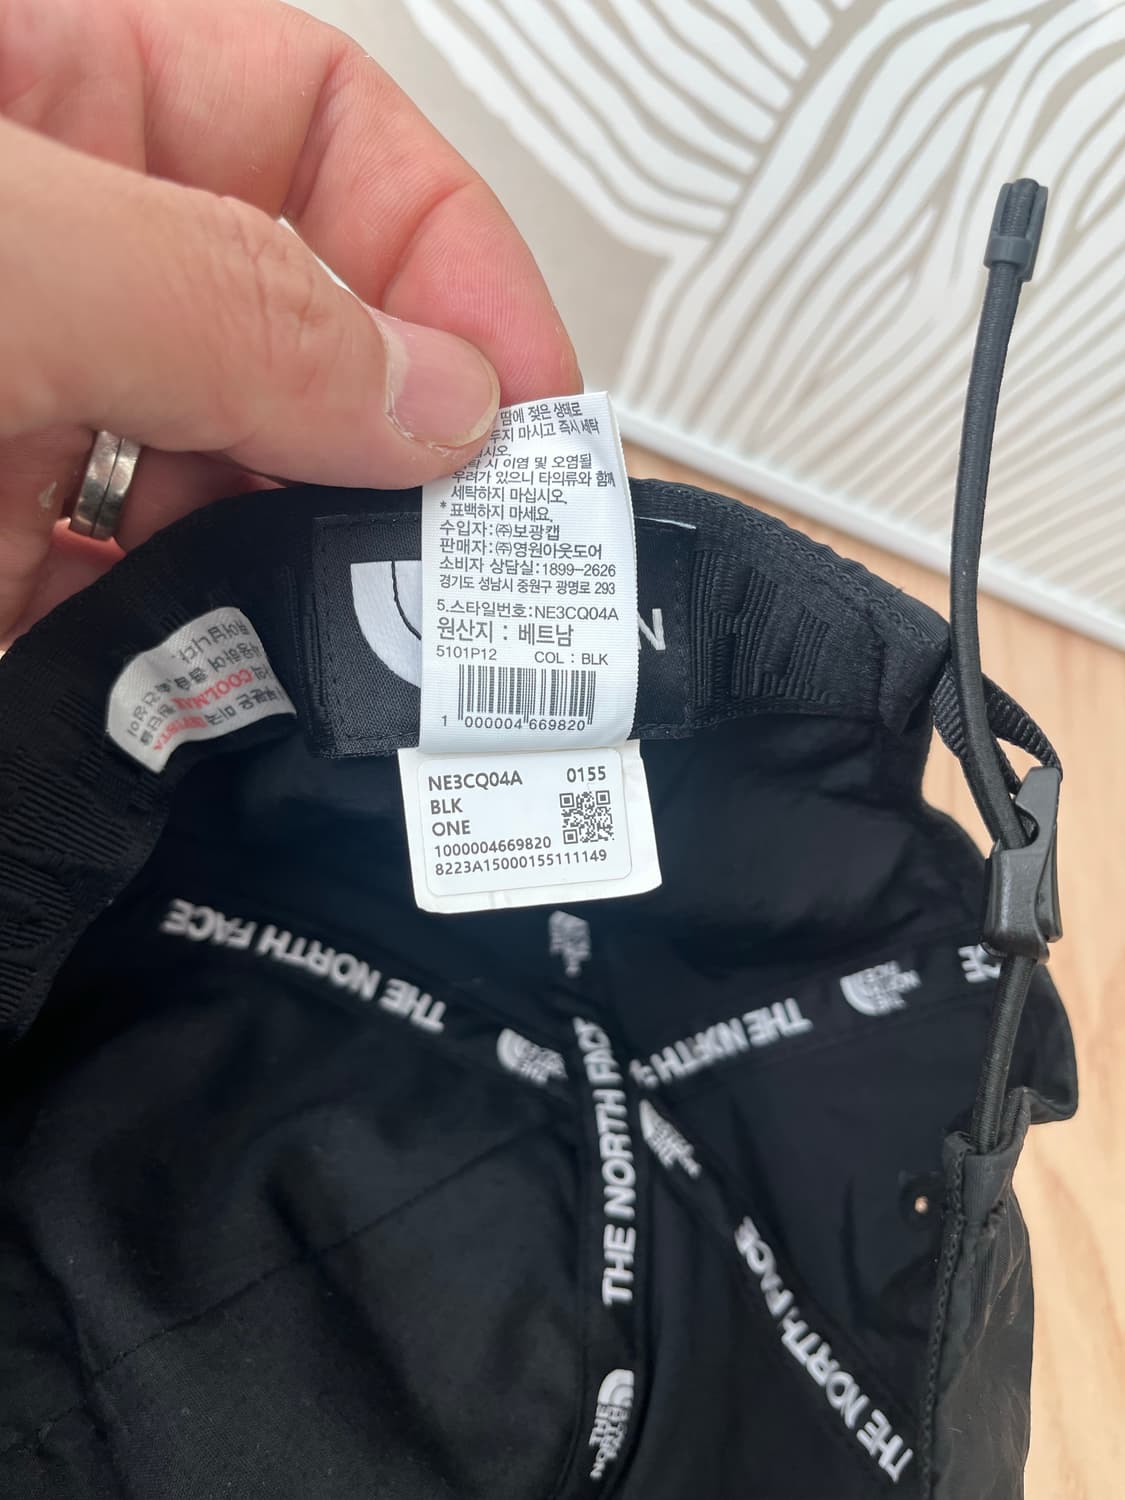 땀에 젖은 상태로
두지 마시고 즉시 세탁
시 이염 및 오염될
우려가 있으니 타의류와 함께
세탁하지 마십시오.
* 표백하지 마세요.
수입자:㈜보광캡
판매자:㈜영원아웃도어
소비자 상담실:1899-2626
경기도 성남시 중원구 광명로 293
5.스타일번호:NE3CQ04A
원산지 : 베트남
5101P12 COL : BLK
1 000004 669820
NE3CQ04A 0155
BLK
ONE
1000004669820
8223A15000155111149
N
COOLMA
THE NORTH FACE
THE NORTH FACE
THE NORTH FACE
THE NORTH FACE
THE NORTH FACE